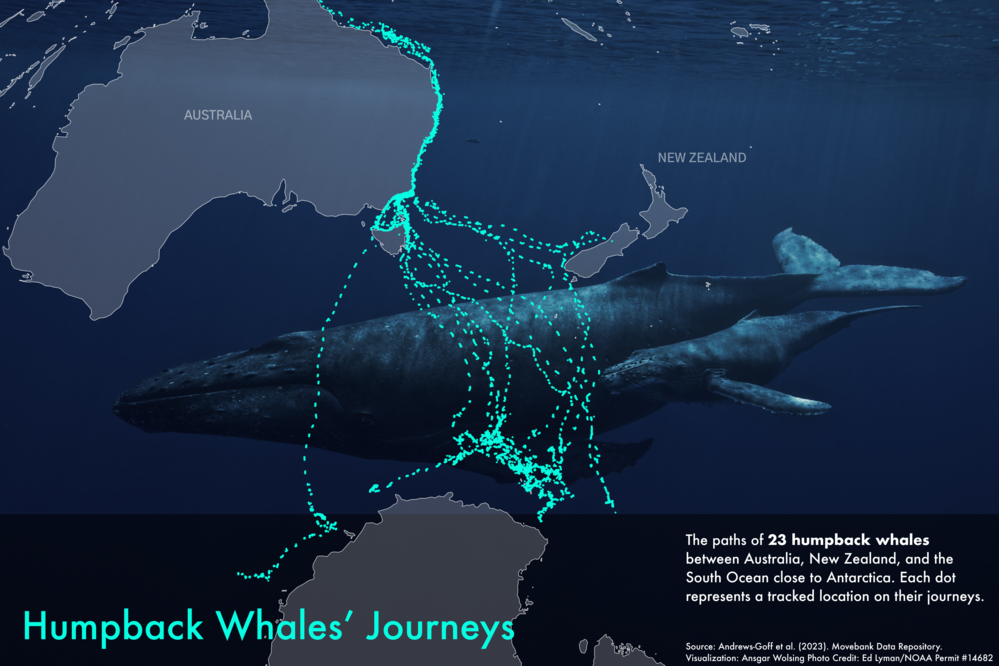 AUSTRALIA
NEW ZEALAND
The paths of 23 humpback whales
between Australia, New Zealand, and the
South Ocean close to Antarctica. Each dot
represents a tracked location on their journeys.
Humpback Whales’ Journeys
Source: Andrews-Goff et al. (2023). Movebank Data Repository.
Visualization: Ansgar Wolsing Photo Credit: Ed Lyman/NOAA Permit #14682